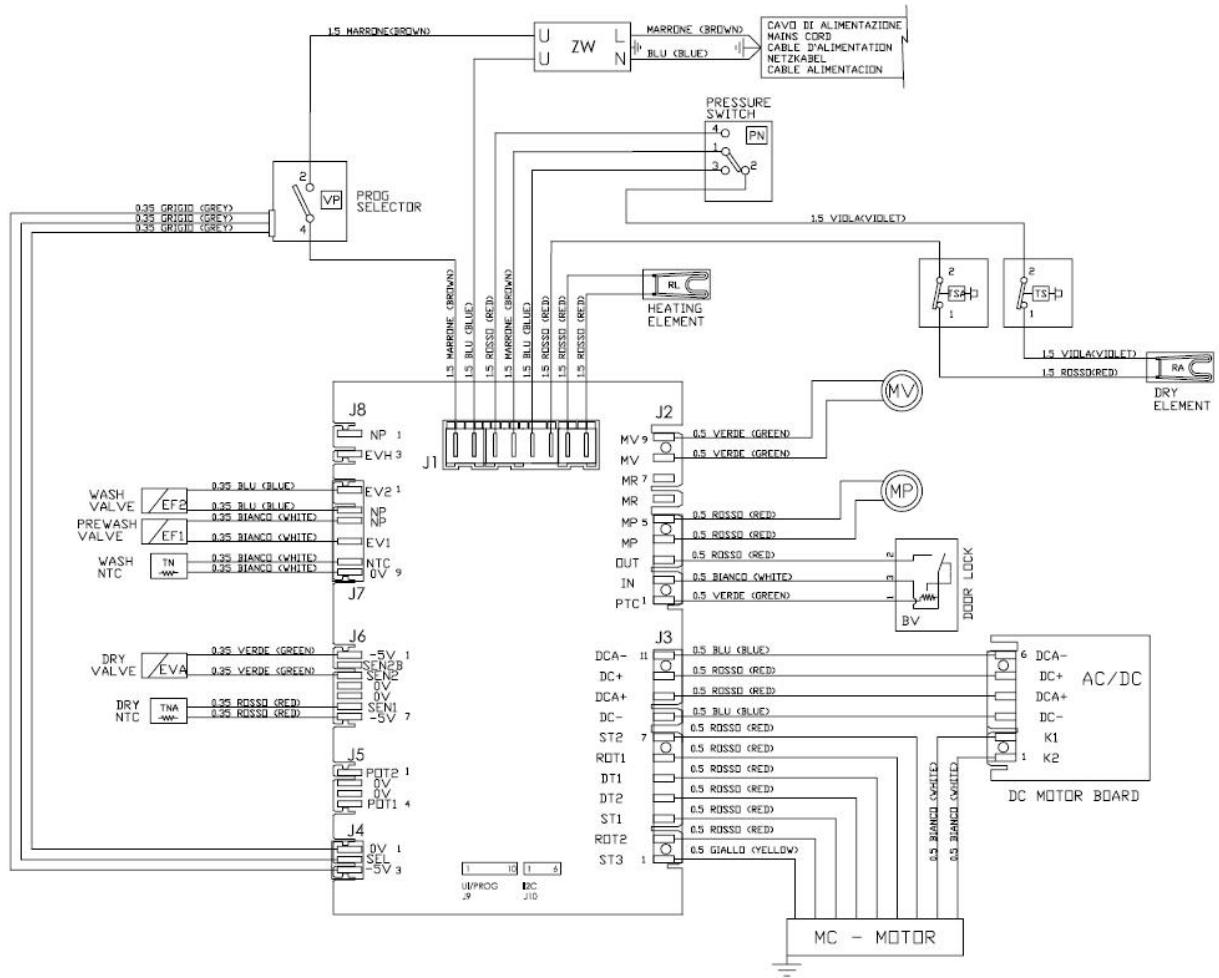 1.5 MARRONE(BROWN)
U
U
ZW
L
N
MARRONE (BROWN)
BLU (BLUE)
CAVO DI ALIMENTAZIONE
MAINS CORD
CABLE D'ALIMENTATION
NETZKABEL
CABLE ALIMENTACION
PRESSURE
SWITCH
4
1
3
2
PN
2
4
VP
PROG
SELECTOR
0.35 GRIGIO (GREY)
0.35 GRIGIO (GREY)
0.35 GRIGIO (GREY)
1.5 VIOLA(VIOLET)
2
TSA
1
2
TS
1
RL
HEATING
ELEMENT
1.5 MARRONE (BROWN)
1.5 BLU (BLUE)
1.5 ROSSO (RED)
1.5 MARRONE (BROWN)
1.5 BLU (BLUE)
1.5 ROSSO (RED)
1.5 ROSSO (RED)
1.5 ROSSO (RED)
1.5 VIOLA(VIOLET)
1.5 ROSSO(RED)
RA
DRY
ELEMENT
J1
J8
NP 1
EVH 3
EV2 1
NP
NP
EV1
NTC
0V 9
J7
WASH
VALVE
EF2
0.35 BLU (BLUE)
0.35 BLU (BLUE)
PREWASH
VALVE
EF1
0.35 BIANCO (WHITE)
0.35 BIANCO (WHITE)
WASH
NTC
TN
0.35 BIANCO (WHITE)
0.35 BIANCO (WHITE)
J6
-5V 1
SEN2B
SEN2
0V
0V
SEN1
-5V 7
DRY
VALVE
EVA
0.35 VERDE (GREEN)
0.35 VERDE (GREEN)
DRY
NTC
TNA
0.35 ROSSO (RED)
0.35 ROSSO (RED)
J5
POT2 1
0V
0V
POT1 4
J4
0V 1
SEL
-5V 3
1 10
UI/PROG
J9
1 6
I2C
J10
J2
MV 9
MV
MR 7
MR
MP 5
MP
OUT
IN
PTC 1
0.5 VERDE (GREEN)
0.5 VERDE (GREEN)
MV
0.5 ROSSO (RED)
0.5 ROSSO (RED)
MP
0.5 ROSSO (RED)
0.5 BIANCO (WHITE)
0.5 VERDE (GREEN)
2
3
1
BV
DOOR LOCK
J3
DCA- 11
DC+
DCA+
DC-
ST2 7
ROT1
DT1
DT2
ST1
ROT2
ST3 1
0.5 BLU (BLUE)
0.5 ROSSO (RED)
0.5 ROSSO (RED)
0.5 BLU (BLUE)
0.5 ROSSO (RED)
0.5 ROSSO (RED)
0.5 ROSSO (RED)
0.5 ROSSO (RED)
0.5 ROSSO (RED)
0.5 ROSSO (RED)
0.5 GIALLO (YELLOW)
0.5 BIANCO (WHITE)
0.5 BIANCO (WHITE)
6 DCA-
DC+
DCA+
DC-
K1
1 K2
AC/DC
DC MOTOR BOARD
MC - MOTOR